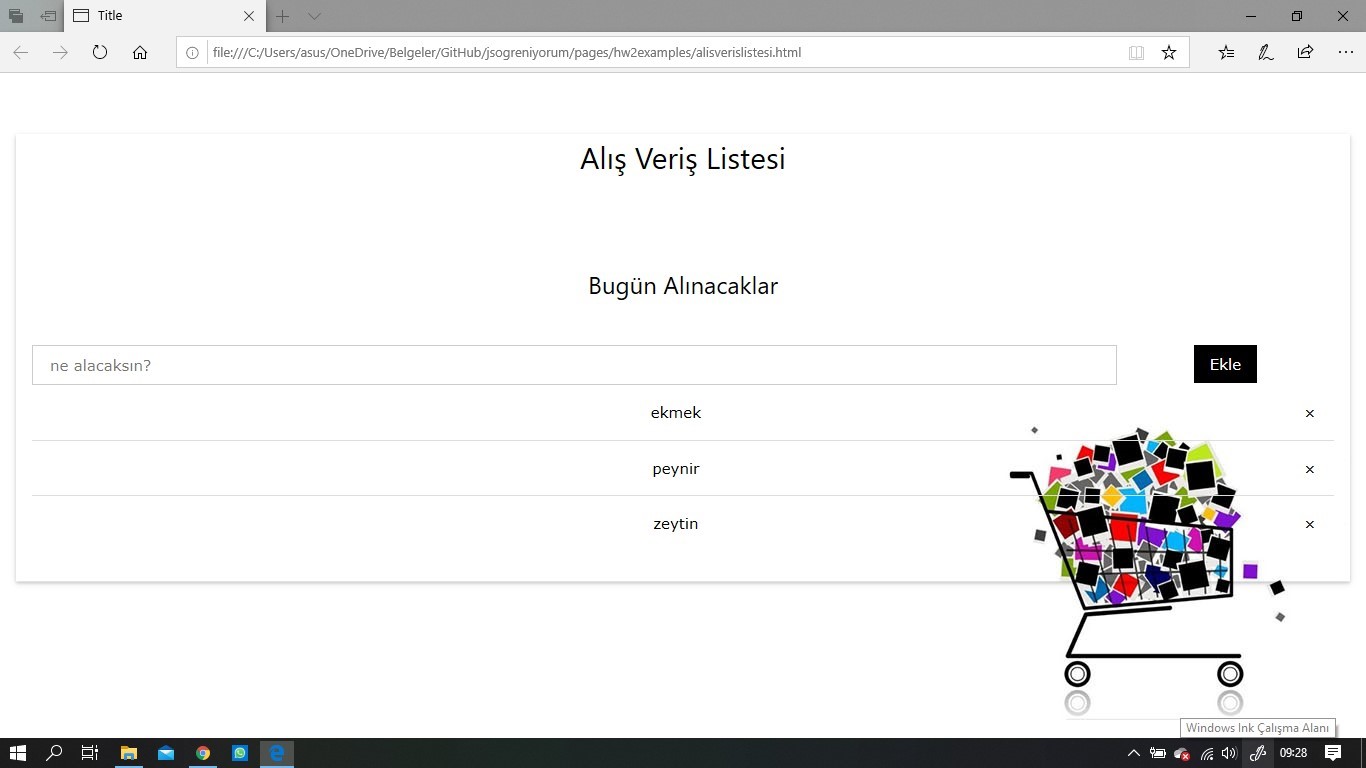 Title
file:///C:/Users/asus/OneDrive/Belgeler/GitHub/jsogreniyorum/pages/hw2examples/alisverislistesi.html
Alış Veriş Listesi
Bugün Alınacaklar
ne alacaksın?
Ekle
ekmek ×
peynir ×
zeytin ×
Windows Ink Çalışma Alanı
09:28